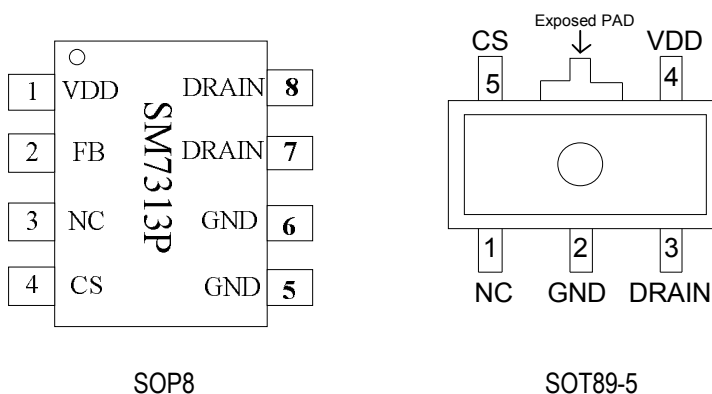 1 VDD DRAIN 8
2 FB DRAIN 7
3 NC GND 6
4 CS GND 5
SM7313P
SOP8
Exposed PAD
CS VDD
5 4
1 2 3
NC GND DRAIN
SOT89-5